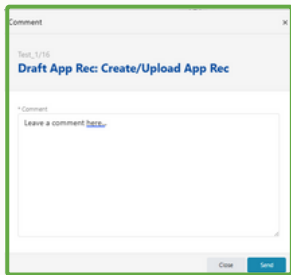 Comment ×
Test_1/16
Draft App Rec: Create/Upload App Rec
* Comment
Leave a comment here...
Close Send